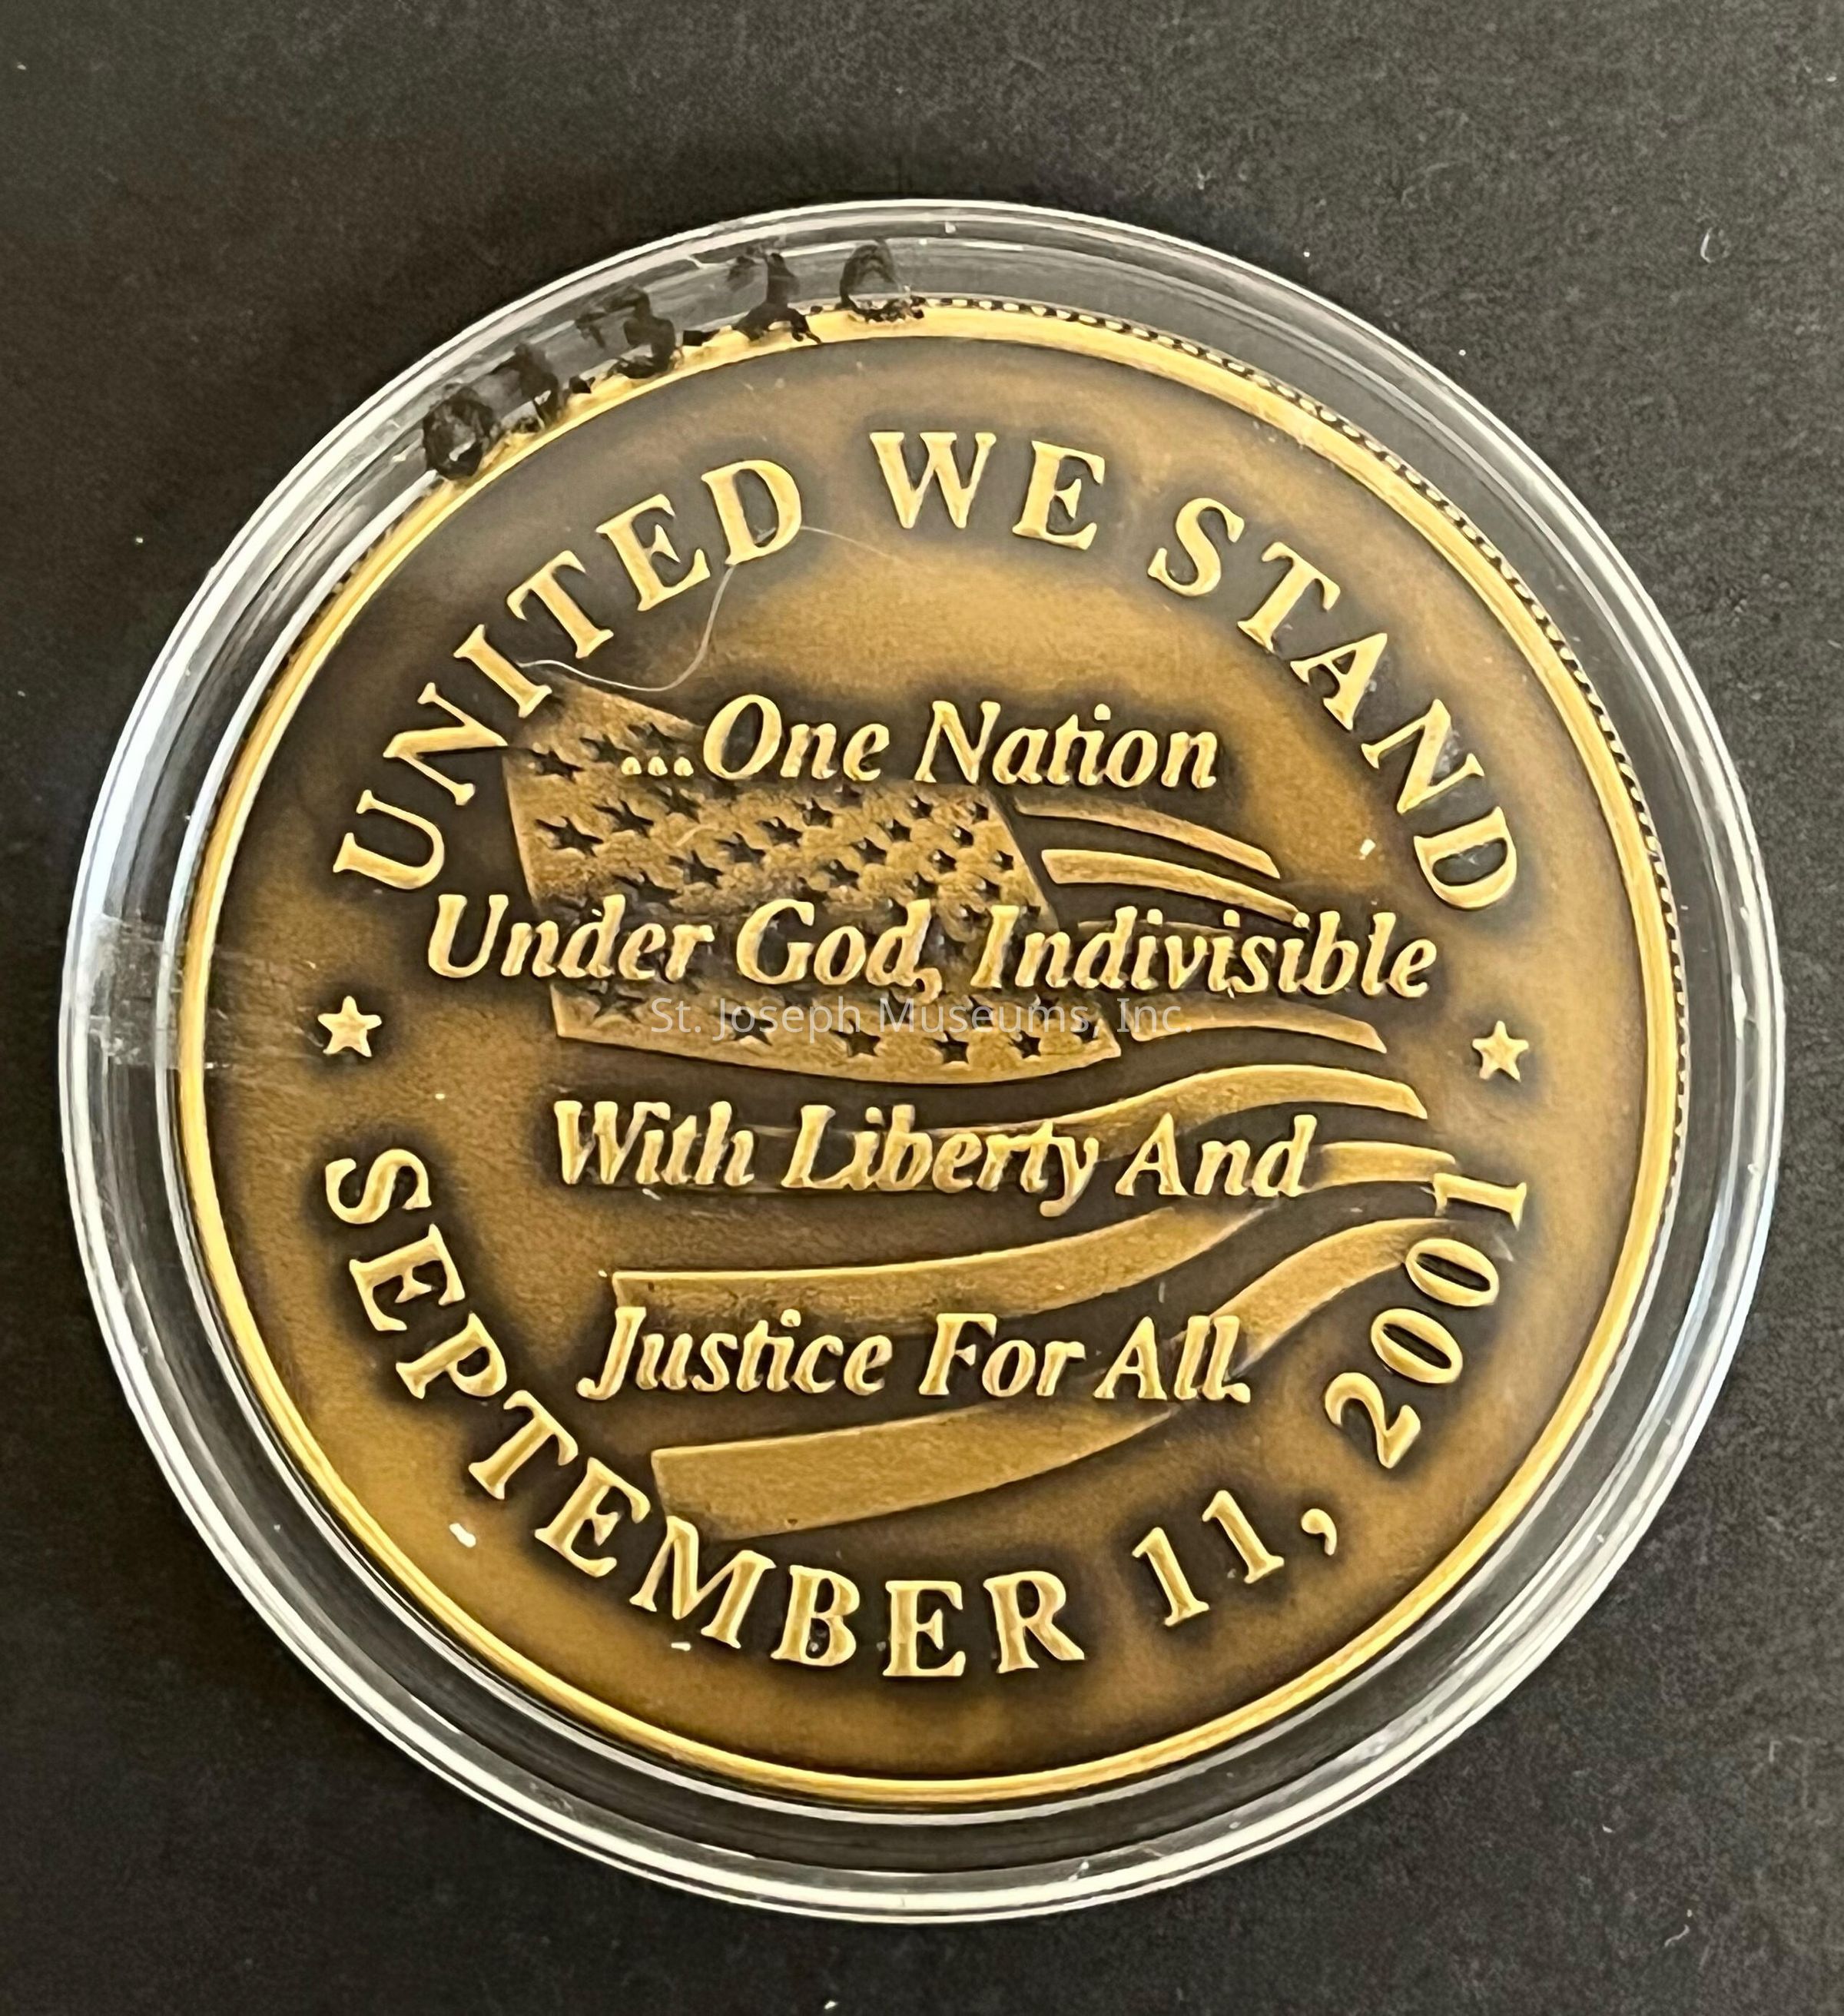 UNITED WE STAND
...One Nation
Under God, Indivisible
St. Joseph Museums, Inc.
With Liberty And
Justice For All.
SEPTEMBER 11, 2001